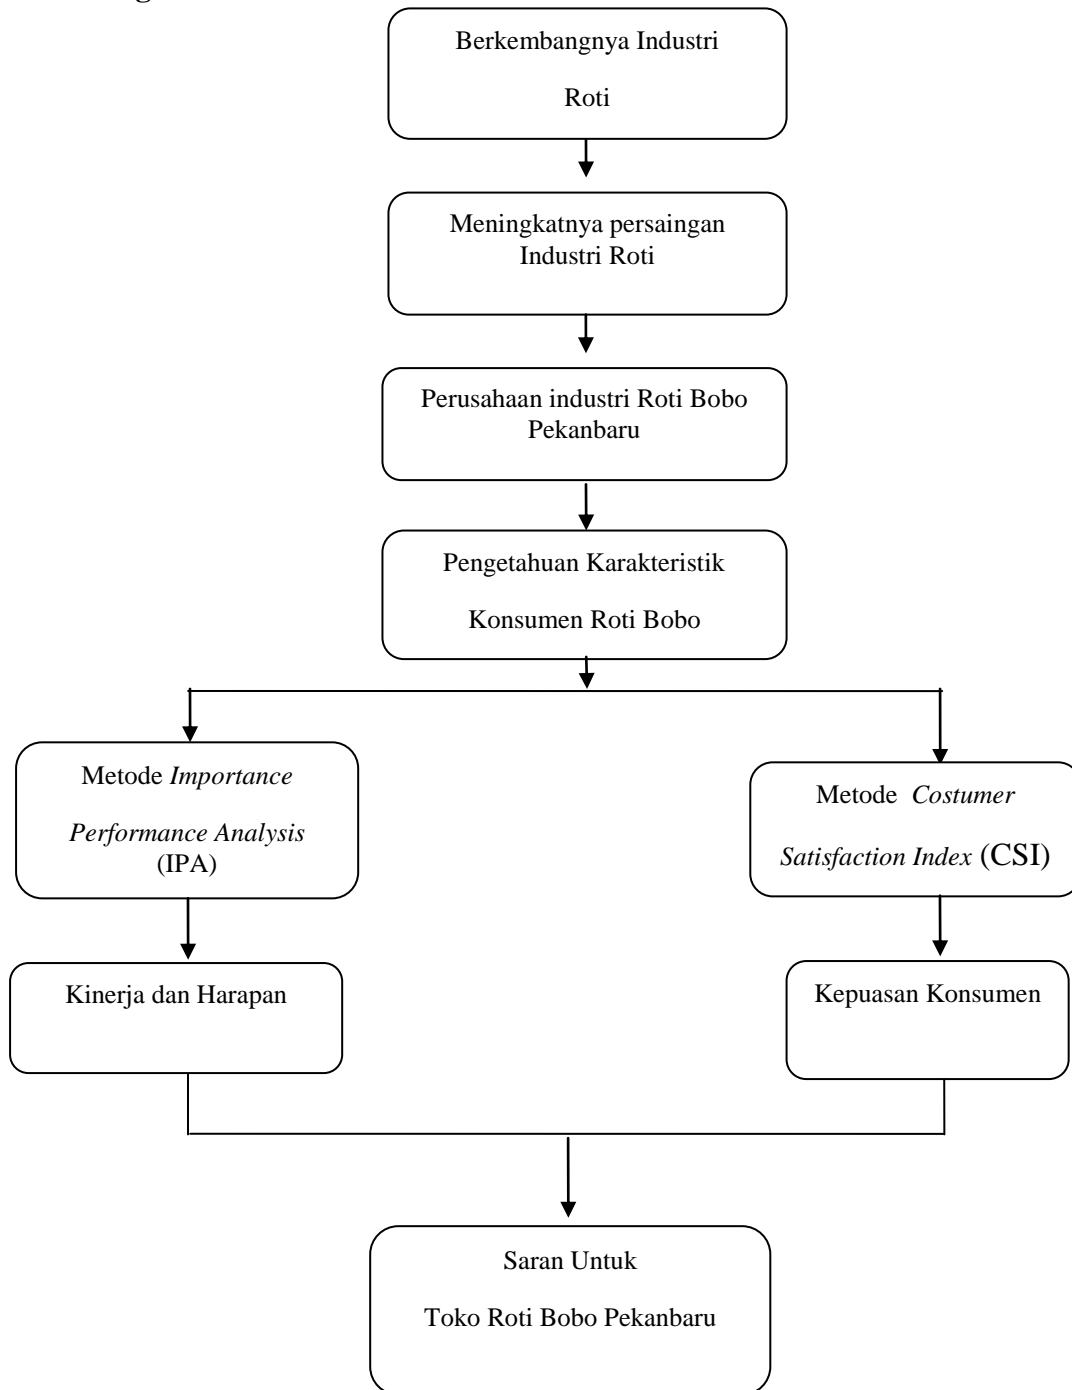 Berkembangnya Industri
Roti
Meningkatnya persaingan
Industri Roti
Perusahaan industri Roti Bobo
Pekanbaru
Pengetahuan Karakteristik
Konsumen Roti Bobo
Metode Importance
Performance Analysis
(IPA)
Metode Costumer
Satisfaction Index (CSI)
Kinerja dan Harapan
Kepuasan Konsumen
Saran Untuk
Toko Roti Bobo Pekanbaru